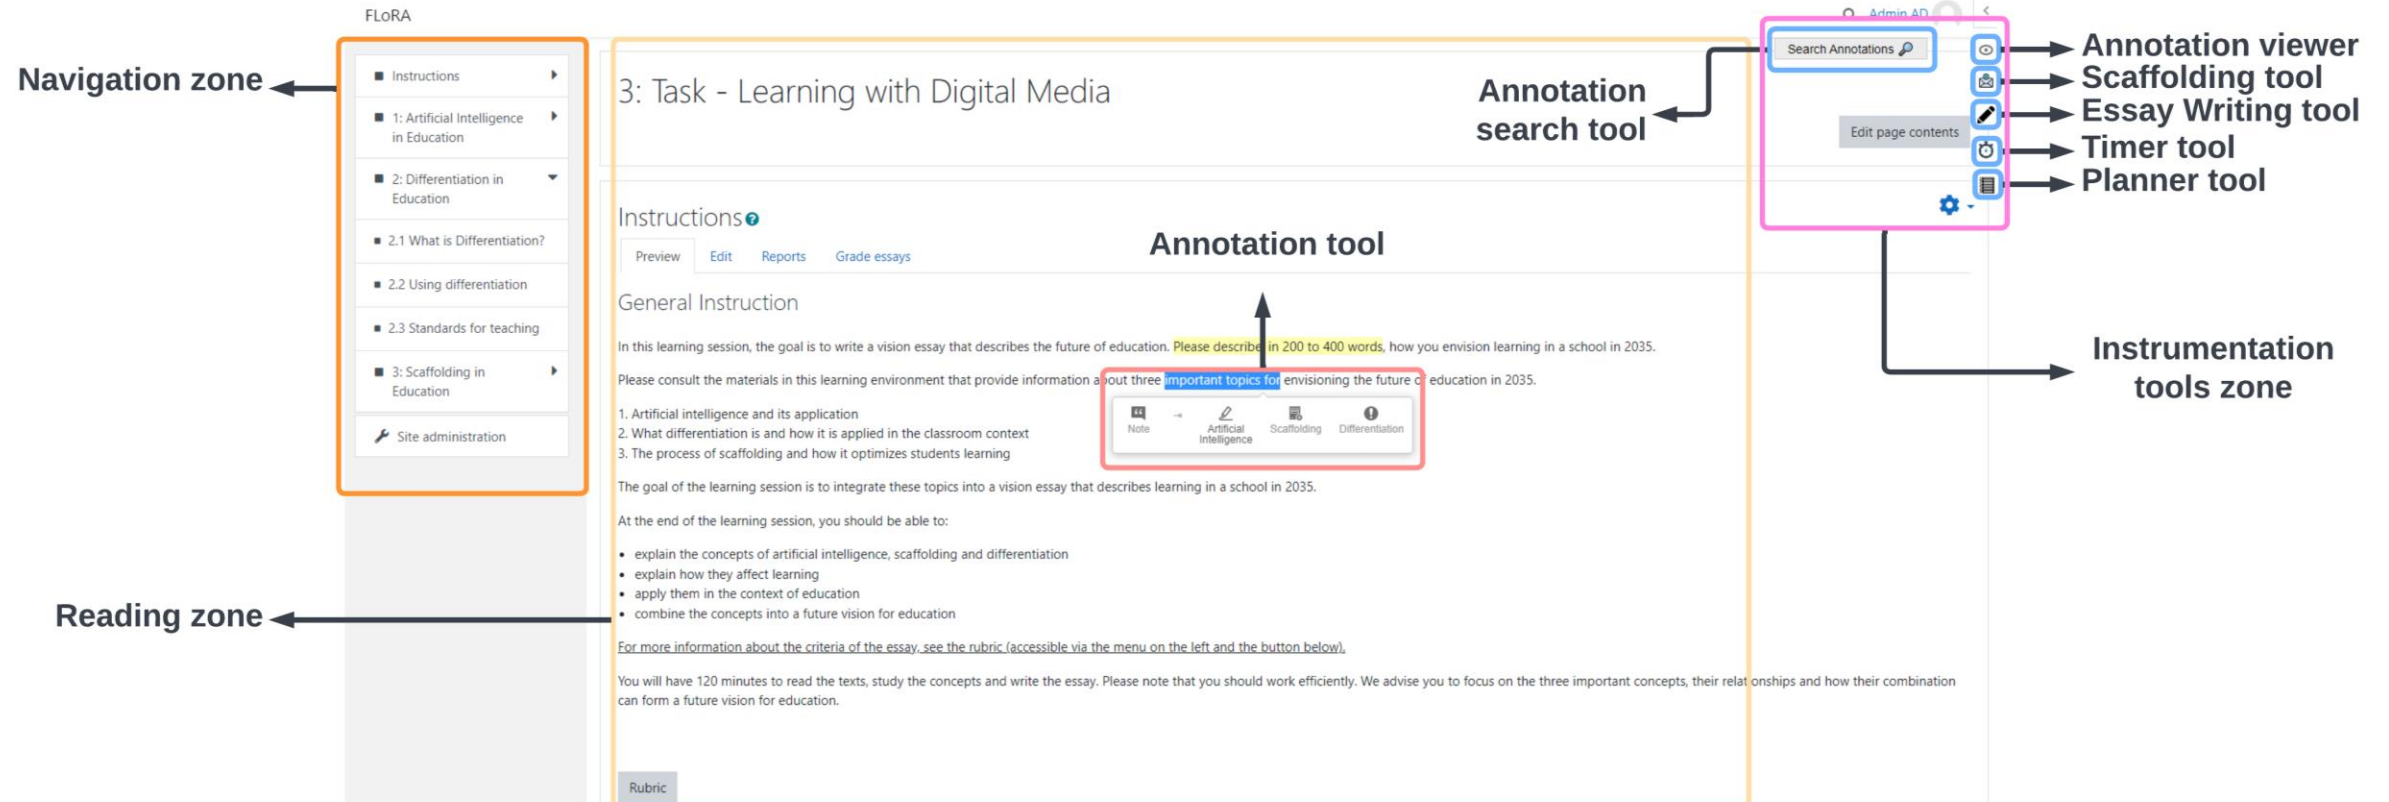 FLoRA
Admin AD
Navigation zone
Instructions
1: Artificial Intelligence
in Education
2: Differentiation in
Education
2.1 What is Differentiation?
2.2 Using differentiation
2.3 Standards for teaching
3: Scaffolding in
Education
Site administration
Reading zone
3: Task - Learning with Digital Media
Annotation
search tool
Search Annotations
Edit page contents
Annotation viewer
Scaffolding tool
Essay Writing tool
Timer tool
Planner tool
Instrumentation
tools zone
Instructions
Preview Edit Reports Grade essays
Annotation tool
General Instruction
In this learning session, the goal is to write a vision essay that describes the future of education. Please describe in 200 to 400 words, how you envision learning in a school in 2035.
Please consult the materials in this learning environment that provide information about three important topics for envisioning the future of education in 2035.
Note
Artificial
Intelligence
Scaffolding
Differentiation
1. Artificial intelligence and its application
2. What differentiation is and how it is applied in the classroom context
3. The process of scaffolding and how it optimizes students learning
The goal of the learning session is to integrate these topics into a vision essay that describes learning in a school in 2035.
At the end of the learning session, you should be able to:
• explain the concepts of artificial intelligence, scaffolding and differentiation
• explain how they affect learning
• apply them in the context of education
• combine the concepts into a future vision for education
For more information about the criteria of the essay, see the rubric (accessible via the menu on the left and the button below).
You will have 120 minutes to read the texts, study the concepts and write the essay. Please note that you should work efficiently. We advise you to focus on the three important concepts, their relationships and how their combination
can form a future vision for education.
Rubric